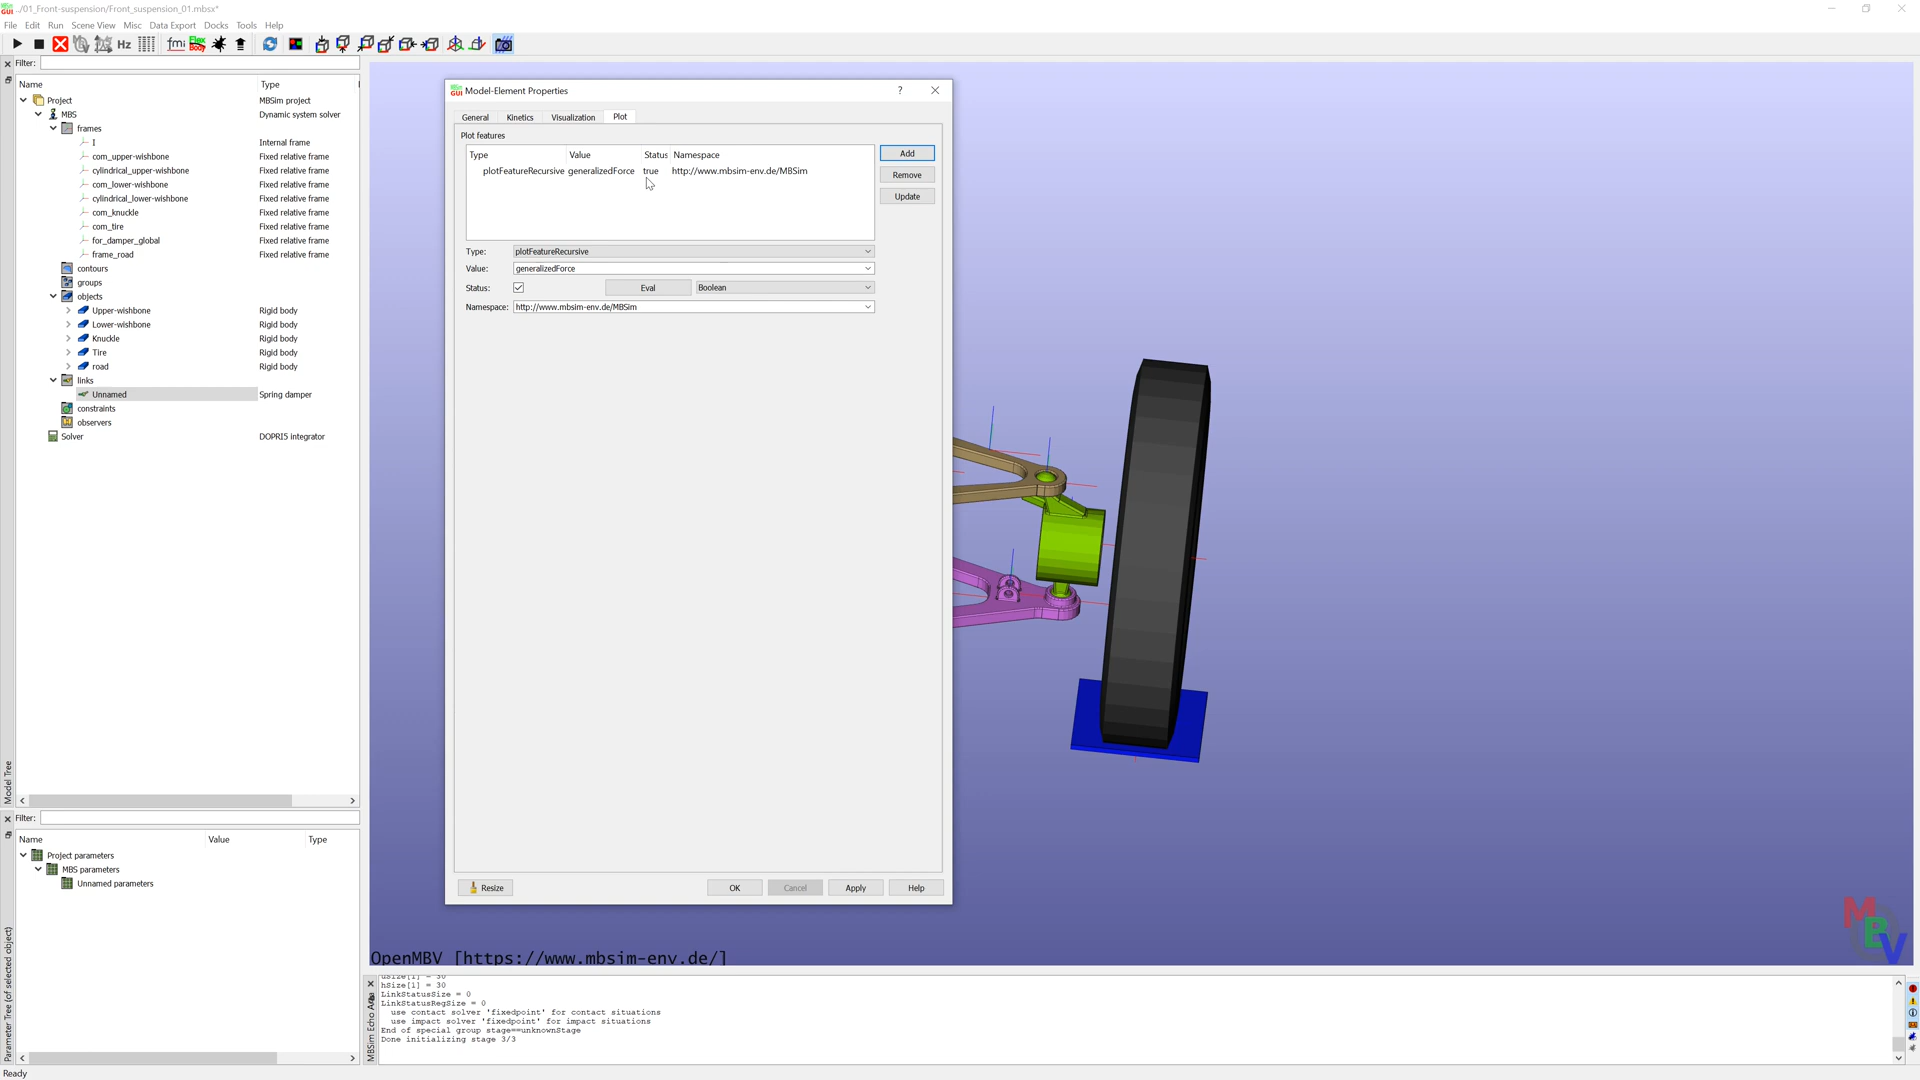 ../01_Front-suspension/Front_suspension_01.mbsx*
File Edit Run Scene View Misc Data Export Docks Tools Help
Hz fmi Flex Body
Filter:
Name Type
Project MBSim project
MBS Dynamic system solver
frames
I Internal frame
com_upper-wishbone Fixed relative frame
cylindrical_upper-wishbone Fixed relative frame
com_lower-wishbone Fixed relative frame
cylindrical_lower-wishbone Fixed relative frame
com_knuckle Fixed relative frame
com_tire Fixed relative frame
for_damper_global Fixed relative frame
frame_road Fixed relative frame
contours
groups
objects
Upper-wishbone Rigid body
Lower-wishbone Rigid body
Knuckle Rigid body
Tire Rigid body
road Rigid body
links
Unnamed Spring damper
constraints
observers
Solver DOPRI5 integrator
Model Tree
Filter:
Name Value Type
Project parameters
MBS parameters
Unnamed parameters
Parameter Tree (of selected object)
Ready
GUI Model-Element Properties ?
General Kinetics Visualization Plot
Plot features
Type Value Status Namespace
plotFeatureRecursive generalizedForce true http://www.mbsim-env.de/MBSim
Add
Remove
Update
Type: plotFeatureRecursive
Value: generalizedForce
Status: Eval Boolean
Namespace: http://www.mbsim-env.de/MBSim
Resize OK Cancel Apply Help
MBV
OpenMBV [https://www.mbsim-env.de/]
MBSim Echo Area
uSize[1] = 30
hSize[1] = 30
LinkStatusSize = 0
LinkStatusRegSize = 0
use contact solver 'fixedpoint' for contact situations
use impact solver 'fixedpoint' for impact situations
End of special group stage==unknownStage
Done initializing stage 3/3